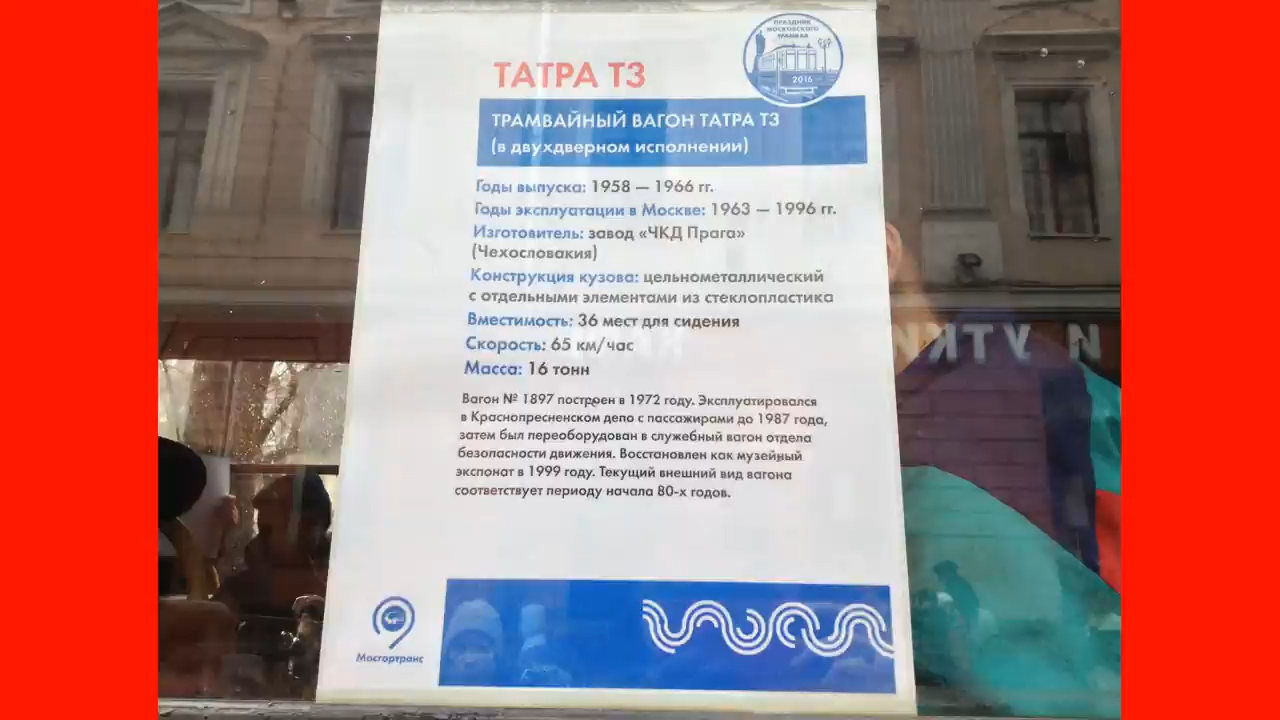 ПРАЗДНИК
МОСКОВСКОГО
ТРАМВАЯ
2016
ТАТРА Т3
ТРАМВАЙНЫЙ ВАГОН ТАТРА Т3
(в двухдверном исполнении)
Годы выпуска: 1958 — 1966 гг.
Годы эксплуатации в Москве: 1963 — 1996 гг.
Изготовитель: завод «ЧКД Прага»
(Чехословакия)
Конструкция кузова: цельнометаллический
с отдельными элементами из стеклопластика
Вместимость: 36 мест для сидения
Скорость: 65 км/час
Масса: 16 тонн
Вагон № 1897 построен в 1972 году. Эксплуатировался
в Краснопресненском депо с пассажирами до 1987 года,
затем был переоборудован в служебный вагон отдела
безопасности движения. Восстановлен как музейный
экспонат в 1999 году. Текущий внешний вид вагона
соответствует периоду начала 80-х годов.
Мосгортранс
И УТКИ